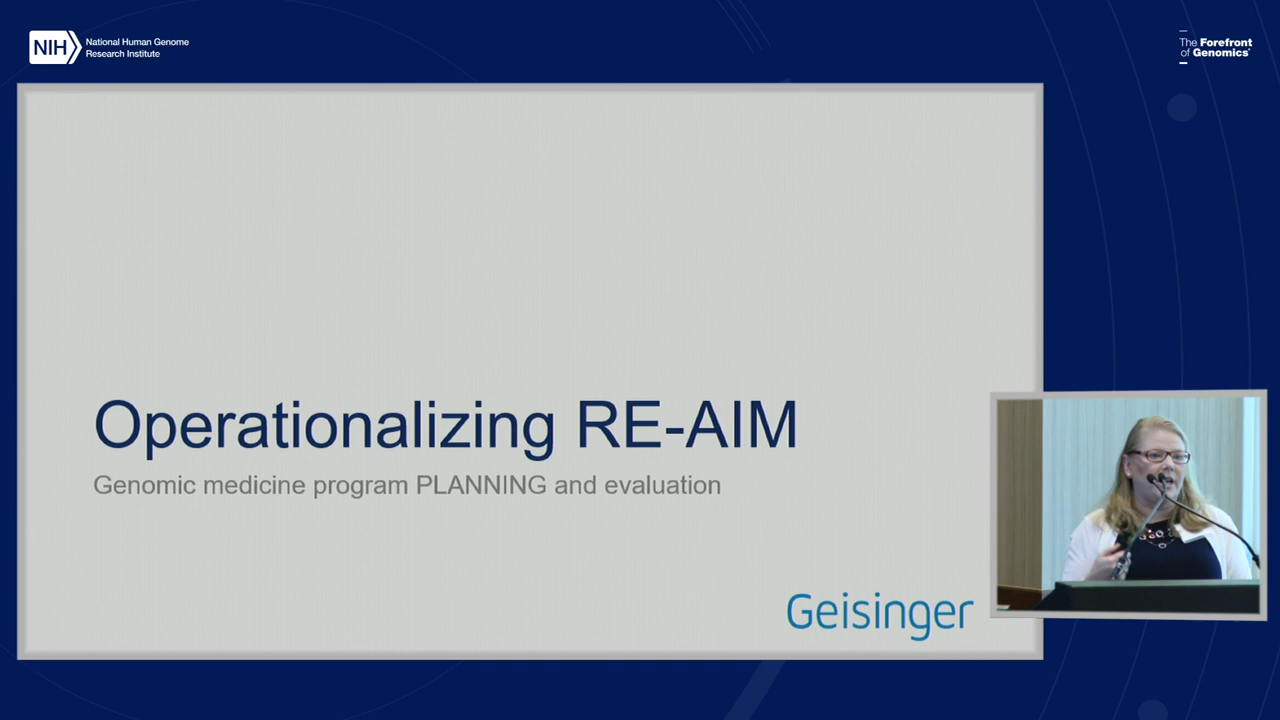 NIH
National Human Genome
Research Institute
The Forefront
of Genomics®
Operationalizing RE-AIM
Genomic medicine program PLANNING and evaluation
Geisinger